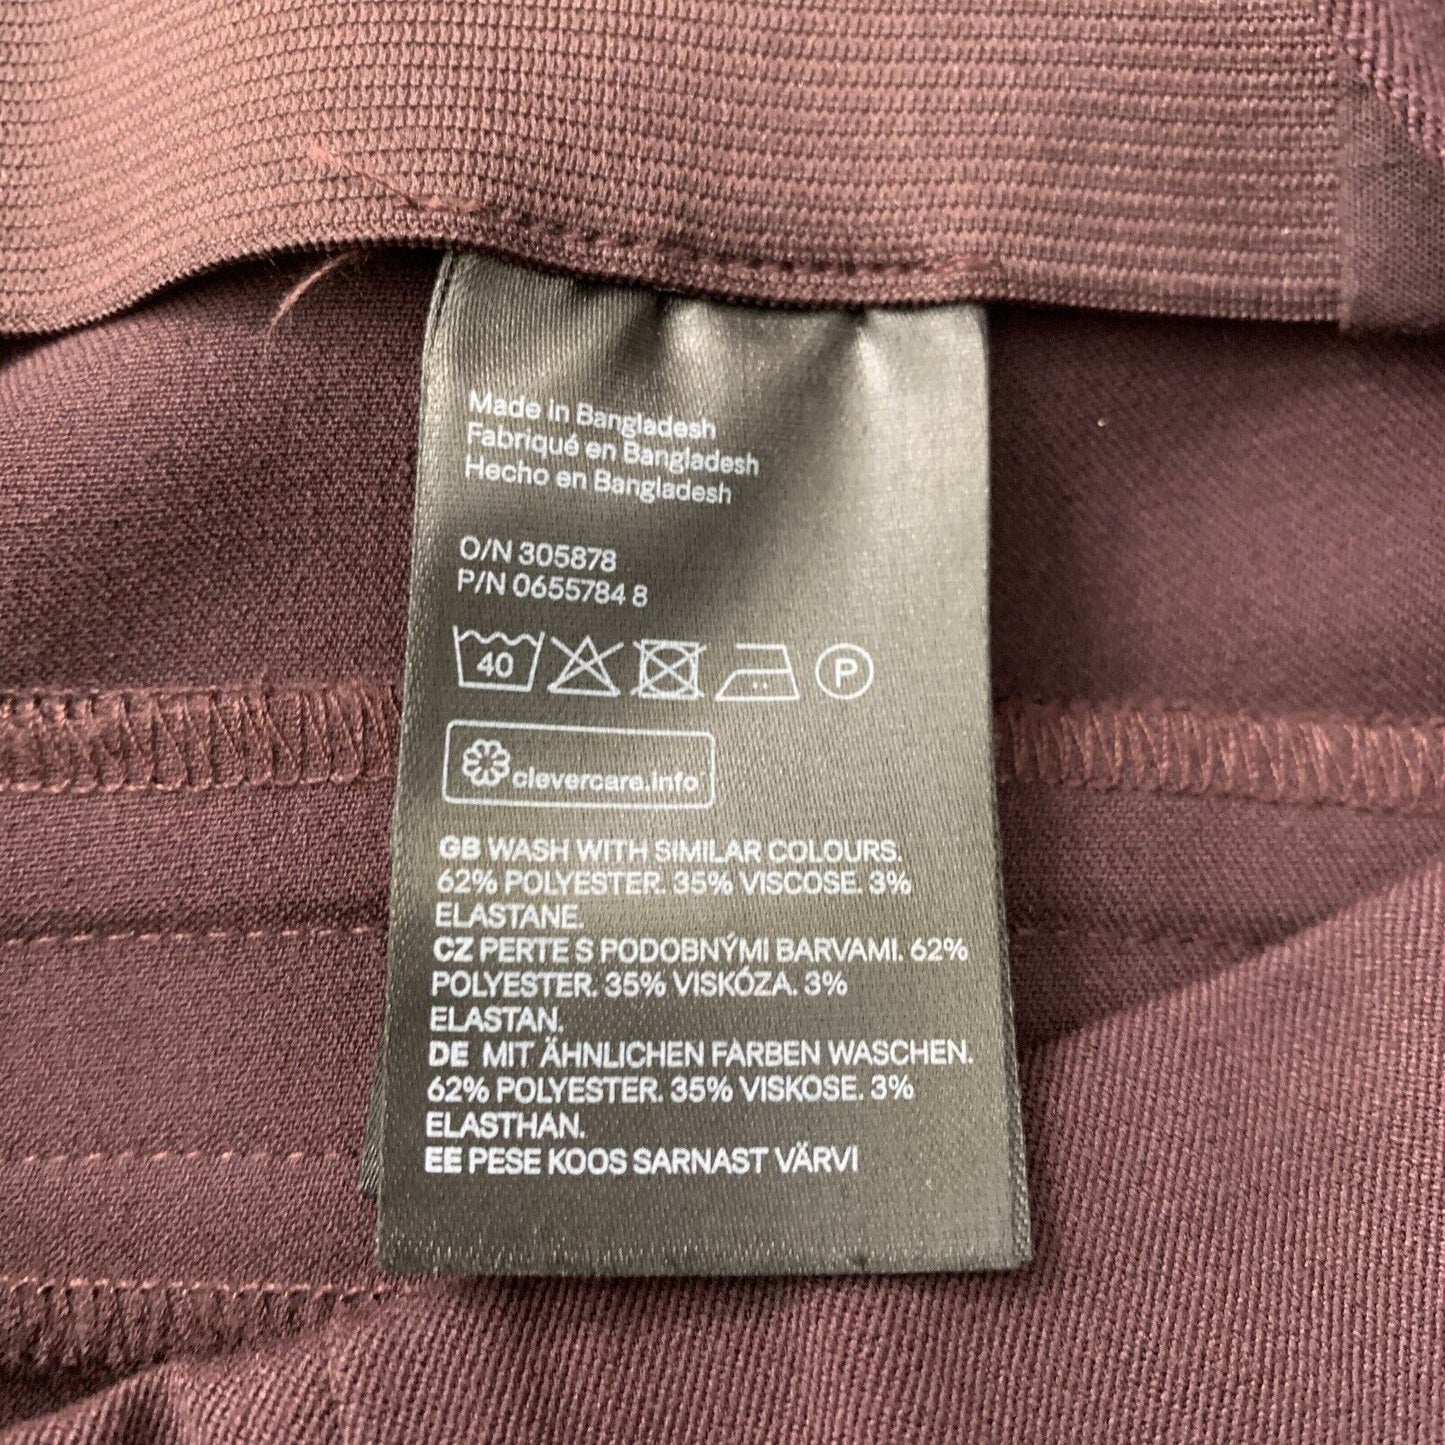 Made in Bangladesh
Fabriqué en Bangladesh
Hecho en Bangladesh
O/N 305878
P/N 0655784 8
40 P
clevercare.info
GB WASH WITH SIMILAR COLOURS.
62% POLYESTER. 35% VISCOSE. 3%
ELASTANE.
CZ PERTE S PODOBNÝMI BARVAMI. 62%
POLYESTER. 35% VISKÓZA. 3%
ELASTAN.
DE MIT ÄHNLICHEN FARBEN WASCHEN.
62% POLYESTER. 35% VISKOSE. 3%
ELASTHAN.
EE PESE KOOS SARNAST VÄRVI